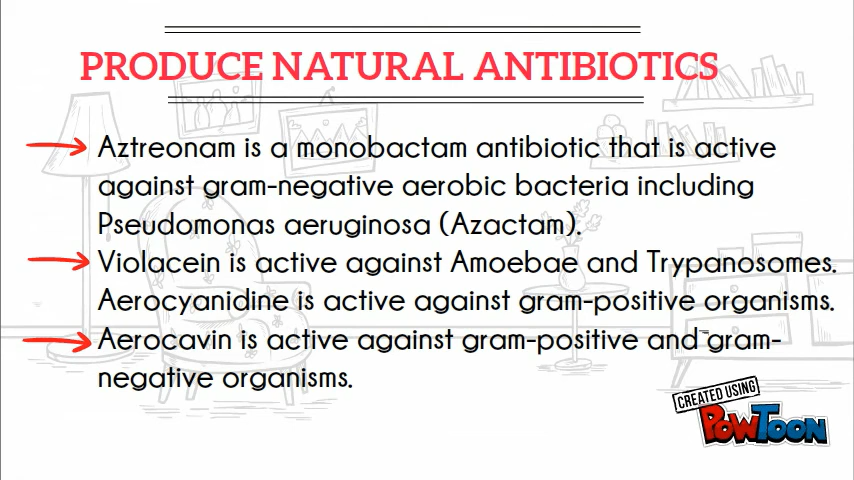 PRODUCE NATURAL ANTIBIOTICS
Aztreonam is a monobactam antibiotic that is active
against gram-negative aerobic bacteria including
Pseudomonas aeruginosa (Azactam).
Violacein is active against Amoebae and Trypanosomes.
Aerocyanidine is active against gram-positive organisms.
Aerocavin is active against gram-positive and gram-
negative organisms.
CREATED USING
POWTOON